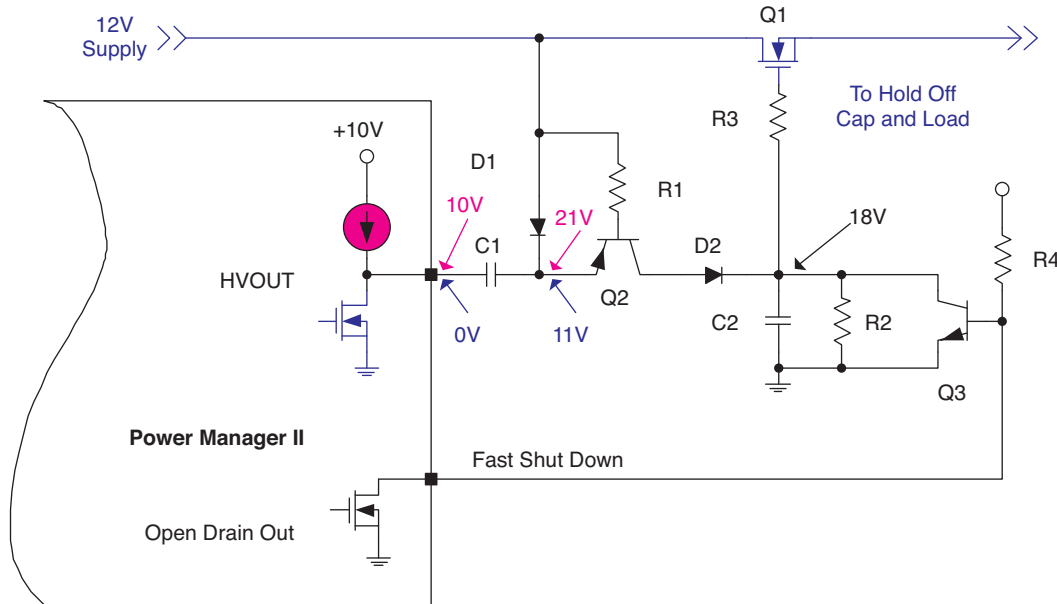 Q1
12V
Supply
To Hold Off
Cap and Load
R3
+10V
D1
R1
10V
21V
18V
C1
D2
R4
HVOUT
Q2
C2
R2
0V
11V
Q3
Power Manager II
Fast Shut Down
Open Drain Out